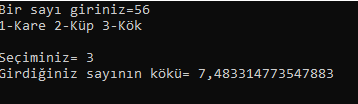 Bir sayı giriniz=56
1-Kare 2-Küp 3-Kök
Seçiminiz= 3
Girdiğiniz sayının kökü= 7,483314773547883